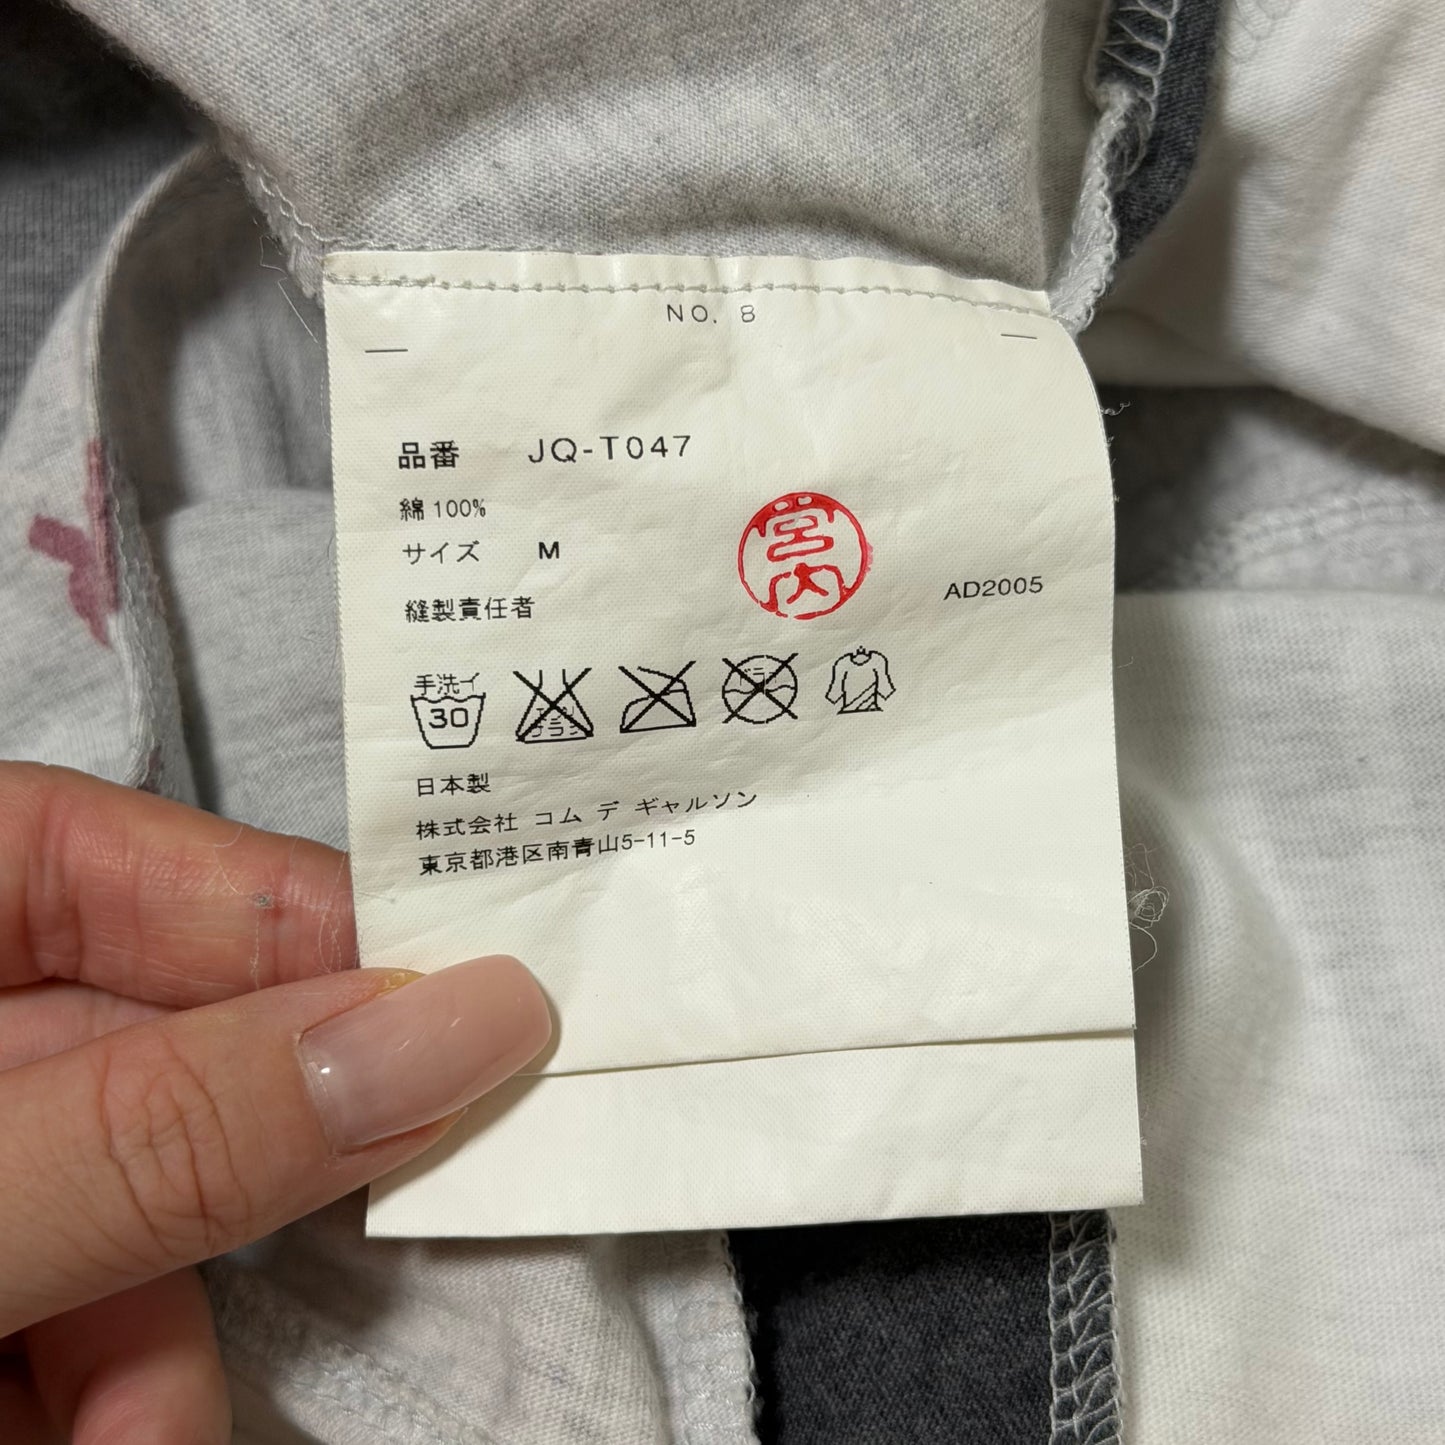 NO. 8
品番 JQ-T047
綿 100%
サイズ M
宮内
縫製責任者
AD2005
手洗イ
30
日本製
株式会社 コム デ ギャルソン
東京都港区南青山5-11-5